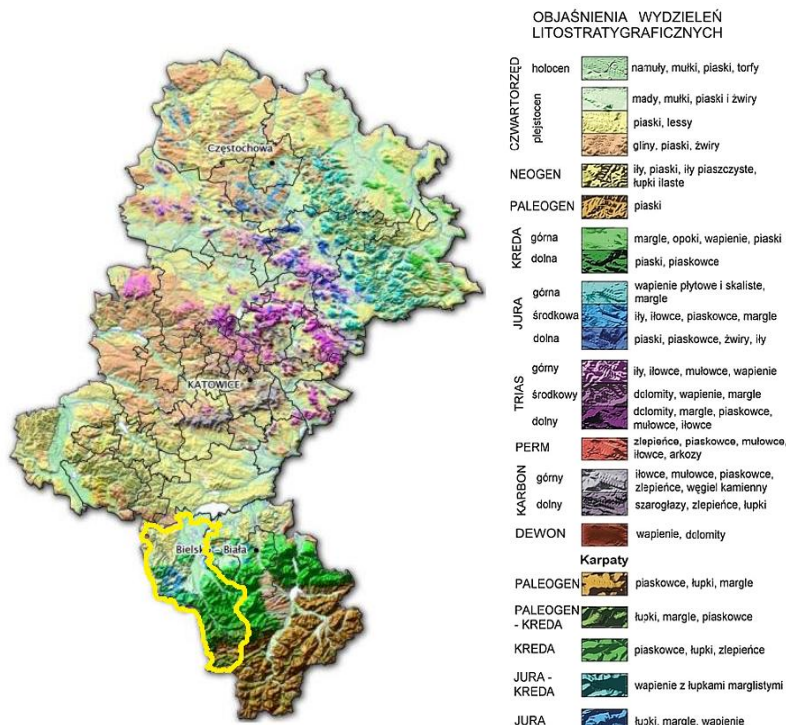 OBJAŚNIENIA WYDZIELEŃ
LITOSTRATYGRAFICZNYCH
CZWARTORZĘD
holocen
namuły, mułki, piaski, torfy
plejstocen
mady, mułki, piaski i żwiry
piaski, lessy
gliny, piaski, żwiry
NEOGEN
iły, piaski, iły piaszczyste,
łupki ilaste
PALEOGEN
piaski
KREDA
górna
margle, opoki, wapienie, piaski
dolna
piaski, piaskowce
JURA
górna
wapienie płytowe i skaliste,
margle
środkowa
iły, iłowce, piaskowce, margle
dolna
piaski, piaskowce, żwiry, iły
TRIAS
górny
iły, iłowce, mułowce, wapienie
środkowy
dolomity, wapienie, margle
dolny
dolomity, margle, piaskowce,
mułowce, iłowce
PERM
zlepieńce, piaskowce, mułowce,
iłowce, arkozy
KARBON
górny
iłowce, mułowce, piaskowce,
zlepieńce, węgiel kamienny
dolny
szarogłazy, zlepieńce, łupki
DEWON
wapienie, dolomity
Karpaty
PALEOGEN
piaskowce, łupki, margle
PALEOGEN
- KREDA
łupki, margle, piaskowce
KREDA
piaskowce, łupki, zlepieńce
JURA -
KREDA
wapienie z łupkami marglistymi
JURA
łupki, margle, wapienie
Częstochowa
KATOWICE
Bielsko - Biała